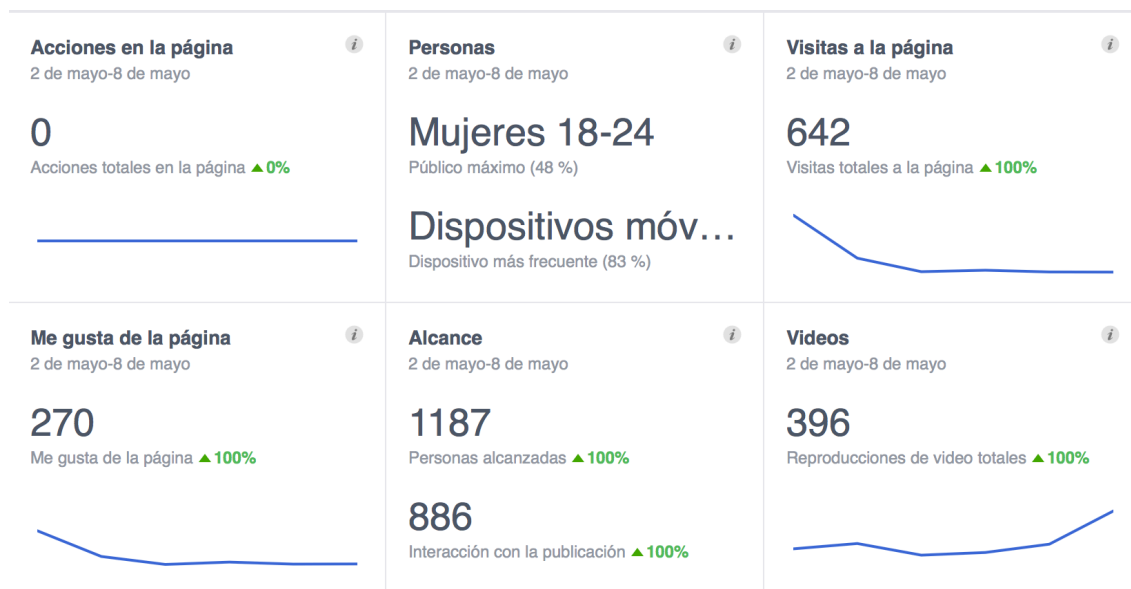 Acciones en la página
2 de mayo-8 de mayo
0
Acciones totales en la página ▲ 0%
Personas
2 de mayo-8 de mayo
Mujeres 18-24
Público máximo (48 %)
Dispositivos móv…
Dispositivo más frecuente (83 %)
Visitas a la página
2 de mayo-8 de mayo
642
Visitas totales a la página ▲ 100%
Me gusta de la página
2 de mayo-8 de mayo
270
Me gusta de la página ▲ 100%
Alcance
2 de mayo-8 de mayo
1187
Personas alcanzadas ▲ 100%
886
Interacción con la publicación ▲ 100%
Videos
2 de mayo-8 de mayo
396
Reproducciones de video totales ▲ 100%